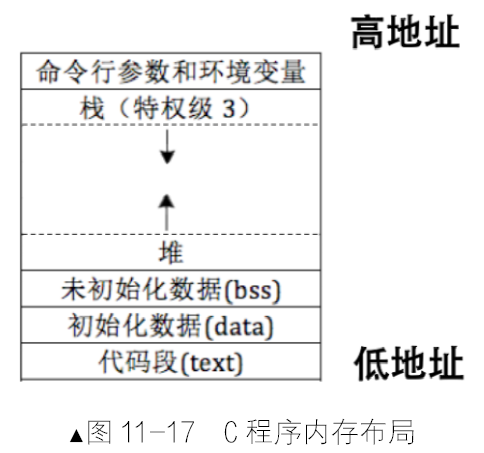 高地址
命令行参数和环境变量
栈（特权级 3）
堆
未初始化数据(bss)
初始化数据(data)
代码段(text)
低地址
▲图 11-17 C 程序内存布局